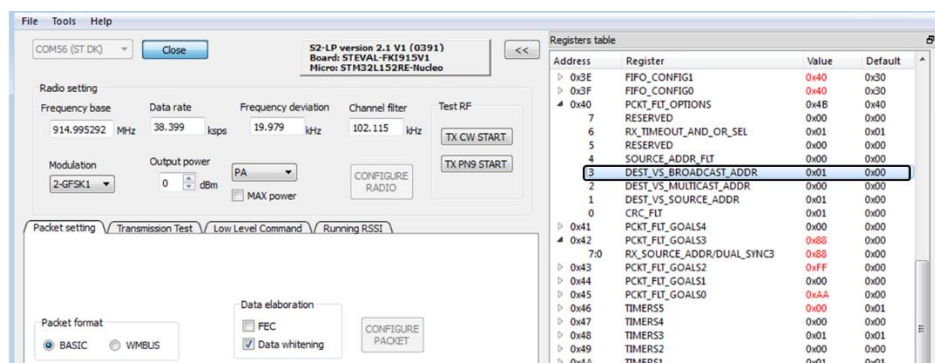 File Tools Help
COM56 (ST DK)
Close
S2-LP version 2.1 V1 (0391)
Board: STEVAL-FKI915V1
Micro: STM32L152RE-Nucleo
<<
Radio setting
Frequency base Data rate Frequency deviation Channel filter Test RF
914.995292 MHz 38.399 ksps 19.979 kHz 102.115 kHz TX CW START
Modulation Output power TX PN9 START
2-GFSK1 0 dBm PA CONFIGURE RADIO
MAX power
Packet setting Transmission Test Low Level Command Running RSSI
Data elaboration
Packet format FEC CONFIGURE PACKET
BASIC WMBUS Data whitening
Registers table
Address Register Value Default
0x3E FIFO_CONFIG1 0x40 0x30
0x3F FIFO_CONFIG0 0x40 0x30
0x40 PCKT_FLT_OPTIONS 0x4B 0x40
7 RESERVED 0x00 0x00
6 RX_TIMEOUT_AND_OR_SEL 0x01 0x01
5 RESERVED 0x00 0x00
4 SOURCE_ADDR_FLT 0x00 0x00
3 DEST_VS_BROADCAST_ADDR 0x01 0x00
2 DEST_VS_MULTICAST_ADDR 0x00 0x00
1 DEST_VS_SOURCE_ADDR 0x01 0x00
0 CRC_FLT 0x01 0x00
0x41 PCKT_FLT_GOALS4 0x00 0x00
0x42 PCKT_FLT_GOALS3 0x88 0x00
7:0 RX_SOURCE_ADDR/DUAL_SYNC3 0x88 0x00
0x43 PCKT_FLT_GOALS2 0xFF 0x00
0x44 PCKT_FLT_GOALS1 0x00 0x00
0x45 PCKT_FLT_GOALS0 0xAA 0x00
0x46 TIMERS5 0x00 0x01
0x47 TIMERS4 0x00 0x00
0x48 TIMERS3 0x01 0x01
0x49 TIMERS2 0x00 0x00
0x4A TIMERS1 0x01 0x01